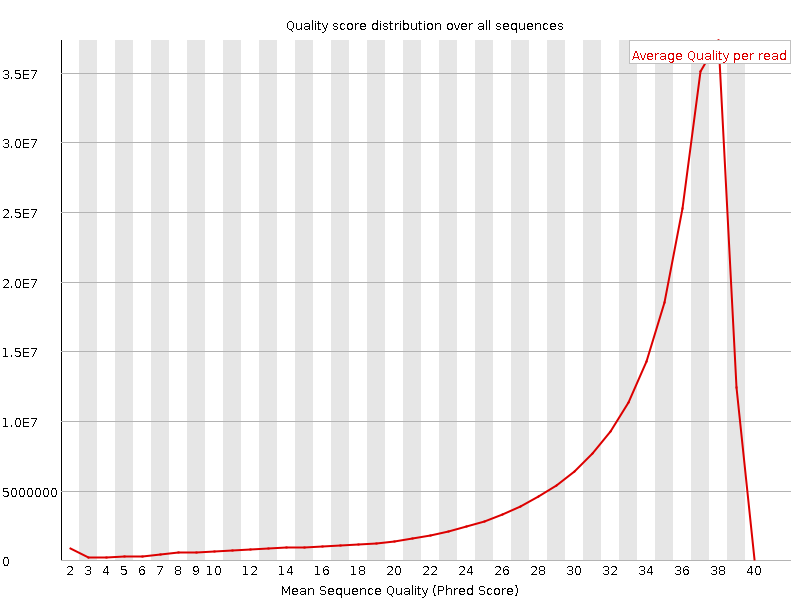 Quality score distribution over all sequences
Average Quality per read
3.5E7
3.0E7
2.5E7
2.0E7
1.5E7
1.0E7
5000000
0
2 3 4 5 6 7 8 9 10 12 14 16 18 20 22 24 26 28 30 32 34 36 38 40
Mean Sequence Quality (Phred Score)